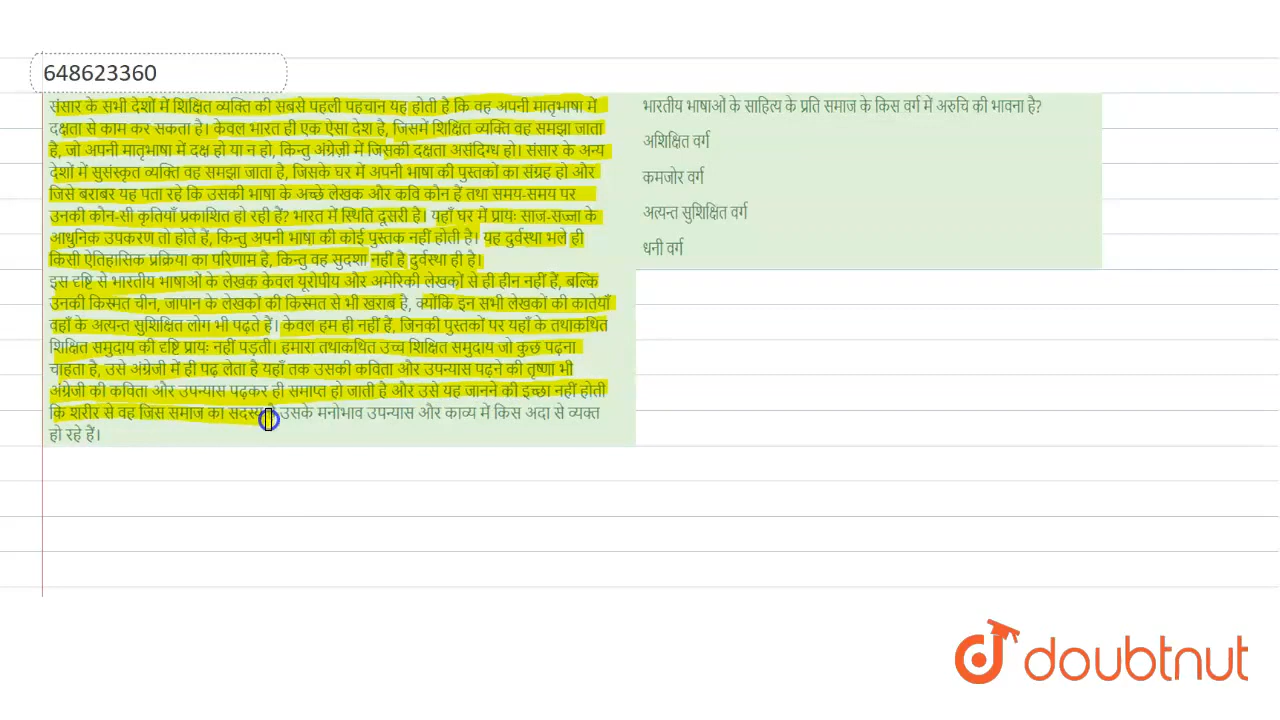 648623360
संसार के सभी देशों में शिक्षित व्यक्ति की सबसे पहली पहचान यह होती है कि वह अपनी मातृभाषा में
दक्षता से काम कर सकता है। केवल भारत ही एक ऐसा देश है, जिसमें शिक्षित व्यक्ति वह समझा जाता
है, जो अपनी मातृभाषा में दक्ष हो या न हो, किन्तु अंग्रेज़ी में जिसकी दक्षता असंदिग्ध हो। संसार के अन्य
देशों में सुसंस्कृत व्यक्ति वह समझा जाता है, जिसके घर में अपनी भाषा की पुस्तकों का संग्रह हो और
जिसे बराबर यह पता रहे कि उसकी भाषा के अच्छे लेखक और कवि कौन हैं तथा समय-समय पर
उनकी कौन-सी कृतियाँ प्रकाशित हो रही हैं? भारत में स्थिति दूसरी है। यहाँ घर में प्रायः साज-सज्जा के
आधुनिक उपकरण तो होते हैं, किन्तु अपनी भाषा की कोई पुस्तक नहीं होती है। यह दुर्वस्था भले ही
किसी ऐतिहासिक प्रक्रिया का परिणाम है, किन्तु वह सुदशा नहीं है दुर्वस्था ही है।
इस दृष्टि से भारतीय भाषाओं के लेखक केवल यूरोपीय और अमेरिकी लेखकों से ही हीन नहीं हैं, बल्कि
उनकी किस्मत चीन, जापान के लेखकों की किस्मत से भी खराब है, क्योंकि इन सभी लेखकों की कातेयाँ
वहाँ के अत्यन्त सुशिक्षित लोग भी पढ़ते हैं। केवल हम ही नहीं हैं, जिनकी पुस्तकों पर यहाँ के तथाकथित
शिक्षित समुदाय की दृष्टि प्रायः नहीं पड़ती। हमारा तथाकथित उच्च शिक्षित समुदाय जो कुछ पढ़ना
चाहता है, उसे अंग्रेजी में ही पढ़ लेता है यहाँ तक उसकी कविता और उपन्यास पढ़ने की तृष्णा भी
अंग्रेजी की कविता और उपन्यास पढ़कर ही समाप्त हो जाती है और उसे यह जानने की इच्छा नहीं होती
कि शरीर से वह जिस समाज का सदस्य है उसके मनोभाव उपन्यास और काव्य में किस अदा से व्यक्त
हो रहे हैं।
भारतीय भाषाओं के साहित्य के प्रति समाज के किस वर्ग में अरुचि की भावना है?
अशिक्षित वर्ग
कमजोर वर्ग
अत्यन्त सुशिक्षित वर्ग
धनी वर्ग
doubtnut